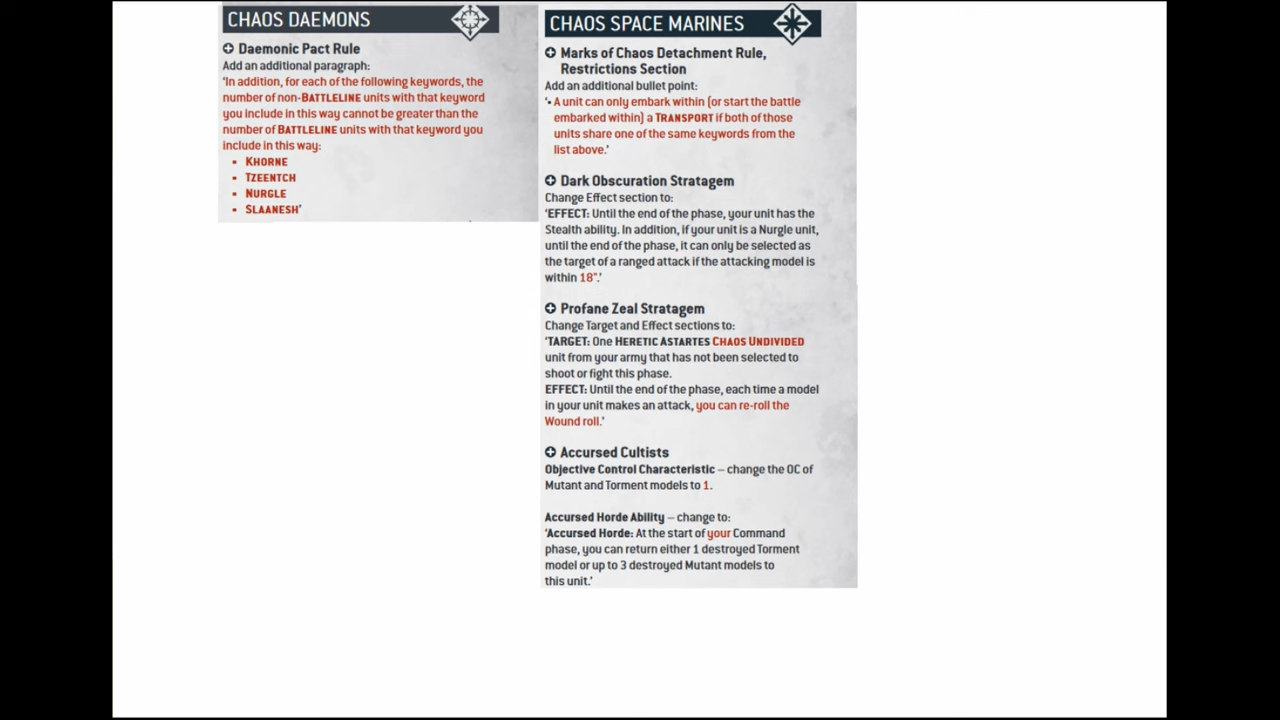 CHAOS DAEMONS
Daemonic Pact Rule
Add an additional paragraph:
'In addition, for each of the following keywords, the
number of non-BATTLELINE units with that keyword
you include in this way cannot be greater than the
number of BATTLELINE units with that keyword you
include in this way:
▪ KHORNE
▪ TZEENTCH
▪ NURGLE
▪ SLAANESH'
CHAOS SPACE MARINES
Marks of Chaos Detachment Rule,
Restrictions Section
Add an additional bullet point:
'▪ A unit can only embark within (or start the battle
embarked within) a TRANSPORT if both of those
units share one of the same keywords from the
list above.'
Dark Obscuration Stratagem
Change Effect section to:
'EFFECT: Until the end of the phase, your unit has the
Stealth ability. In addition, if your unit is a Nurgle unit,
until the end of the phase, it can only be selected as
the target of a ranged attack if the attacking model is
within 18".'
Profane Zeal Stratagem
Change Target and Effect sections to:
'TARGET: One HERETIC ASTARTES CHAOS UNDIVIDED
unit from your army that has not been selected to
shoot or fight this phase.
EFFECT: Until the end of the phase, each time a model
in your unit makes an attack, you can re-roll the
Wound roll.'
Accursed Cultists
Objective Control Characteristic – change the OC of
Mutant and Torment models to 1.
Accursed Horde Ability – change to:
'Accursed Horde: At the start of your Command
phase, you can return either 1 destroyed Torment
model or up to 3 destroyed Mutant models to
this unit.'